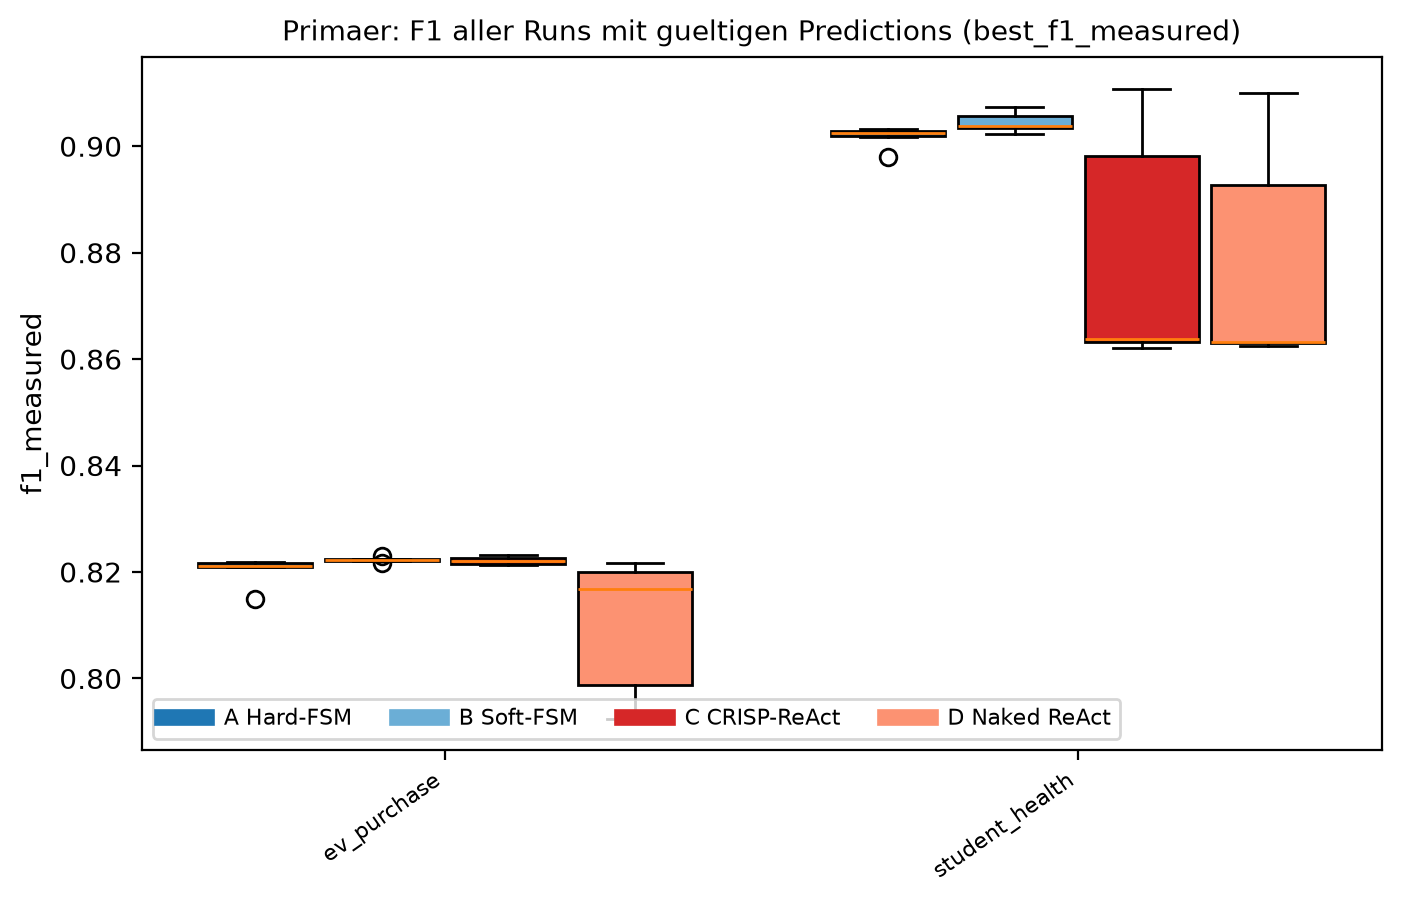 Primaer: F1 aller Runs mit gueltigen Predictions (best_f1_measured)
f1_measured
0.90
0.88
0.86
0.84
0.82
0.80
A Hard-FSM
B Soft-FSM
C CRISP-ReAct
D Naked ReAct
ev_purchase
student_health